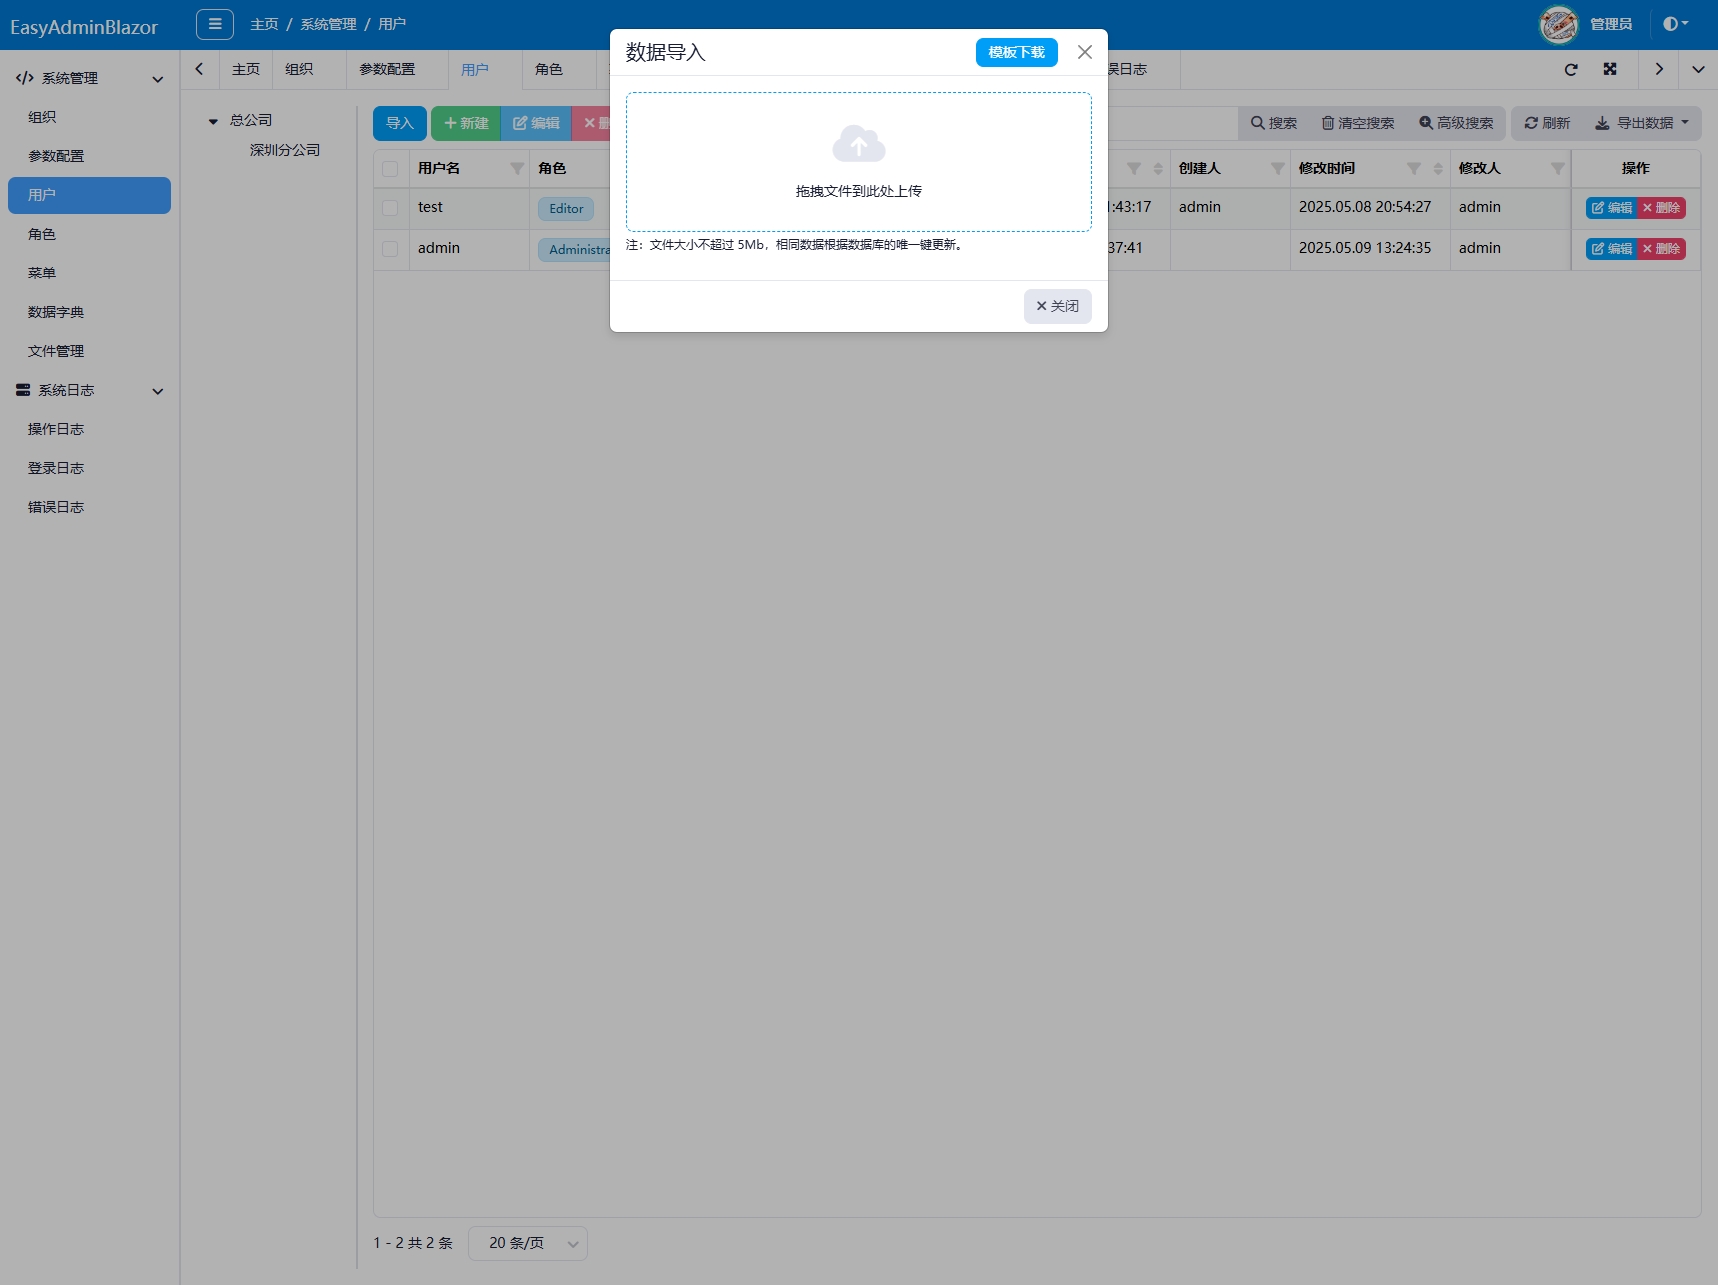 EasyAdminBlazor
主页 / 系统管理 / 用户
管理员
系统管理
组织
参数配置
用户
角色
菜单
数据字典
文件管理
系统日志
操作日志
登录日志
错误日志
主页
组织
参数配置
用户
角色
误日志
总公司
深圳分公司
导入
新建
编辑
搜索
清空搜索
高级搜索
刷新
导出数据
用户名
角色
创建人
修改时间
修改人
操作
test
Editor
:43:17
admin
2025.05.08 20:54:27
admin
编辑
删除
admin
Administra
37:41
2025.05.09 13:24:35
admin
编辑
删除
数据导入
模板下载
拖拽文件到此处上传
注：文件大小不超过 5Mb，相同数据根据数据库的唯一键更新。
关闭
1 - 2 共 2 条
20 条/页